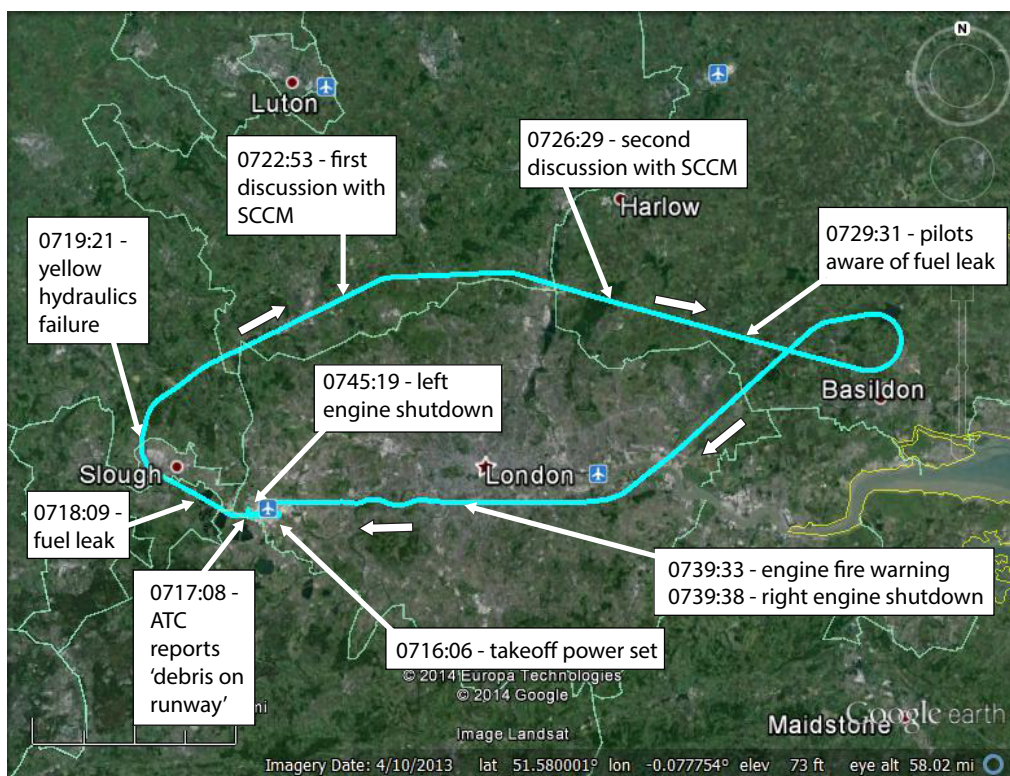 N
Luton
0722:53 - first
discussion with
SCCM
0726:29 - second
discussion with SCCM
Harlow
0719:21 -
yellow
hydraulics
failure
0729:31 - pilots
aware of fuel leak
0745:19 - left
engine shutdown
Basildon
Slough
London
0718:09 -
fuel leak
0717:08 -
ATC
reports
‘debris on
runway’
0739:33 - engine fire warning
0739:38 - right engine shutdown
0716:06 - takeoff power set
© 2014 Europa Technologies
© 2014 Google
mi
Image Landsat
Maidstone
Google earth
Imagery Date: 4/10/2013 lat 51.580001° lon -0.077754° elev 73 ft eye alt 58.02 mi